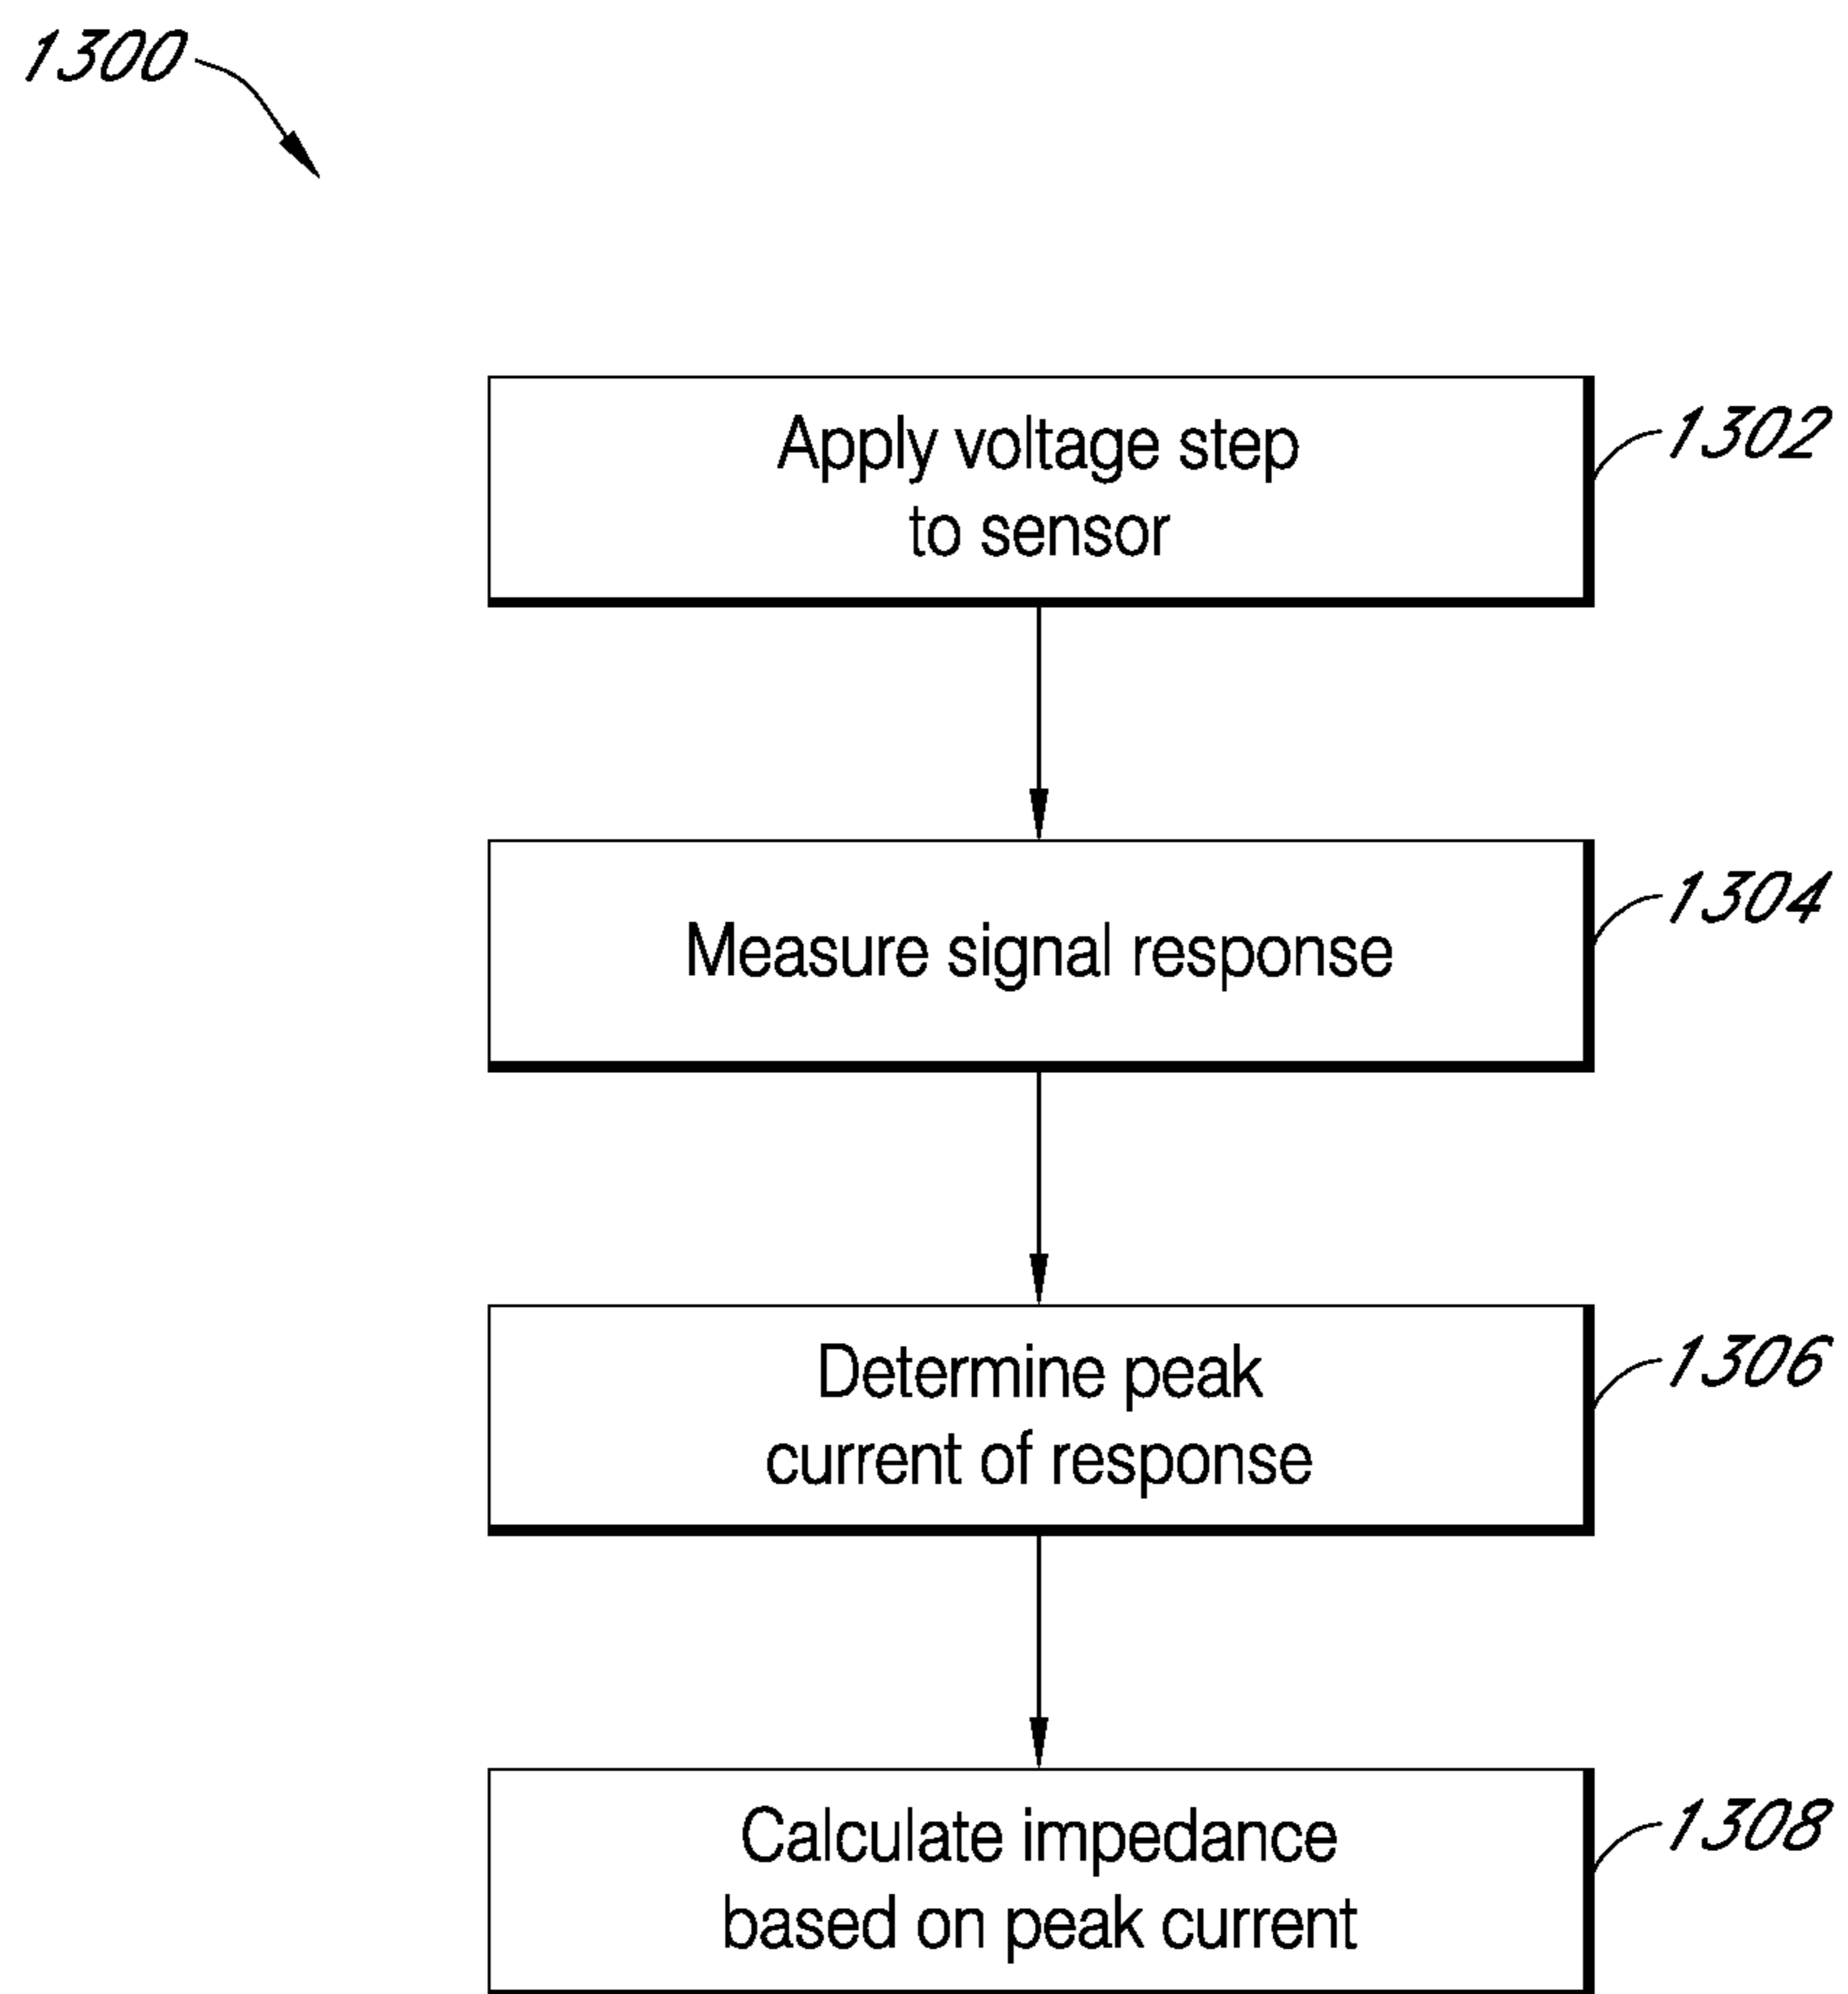 1300
Apply voltage step
to sensor
1302
Measure signal response
1304
Determine peak
current of response
1306
Calculate impedance
based on peak current
1308